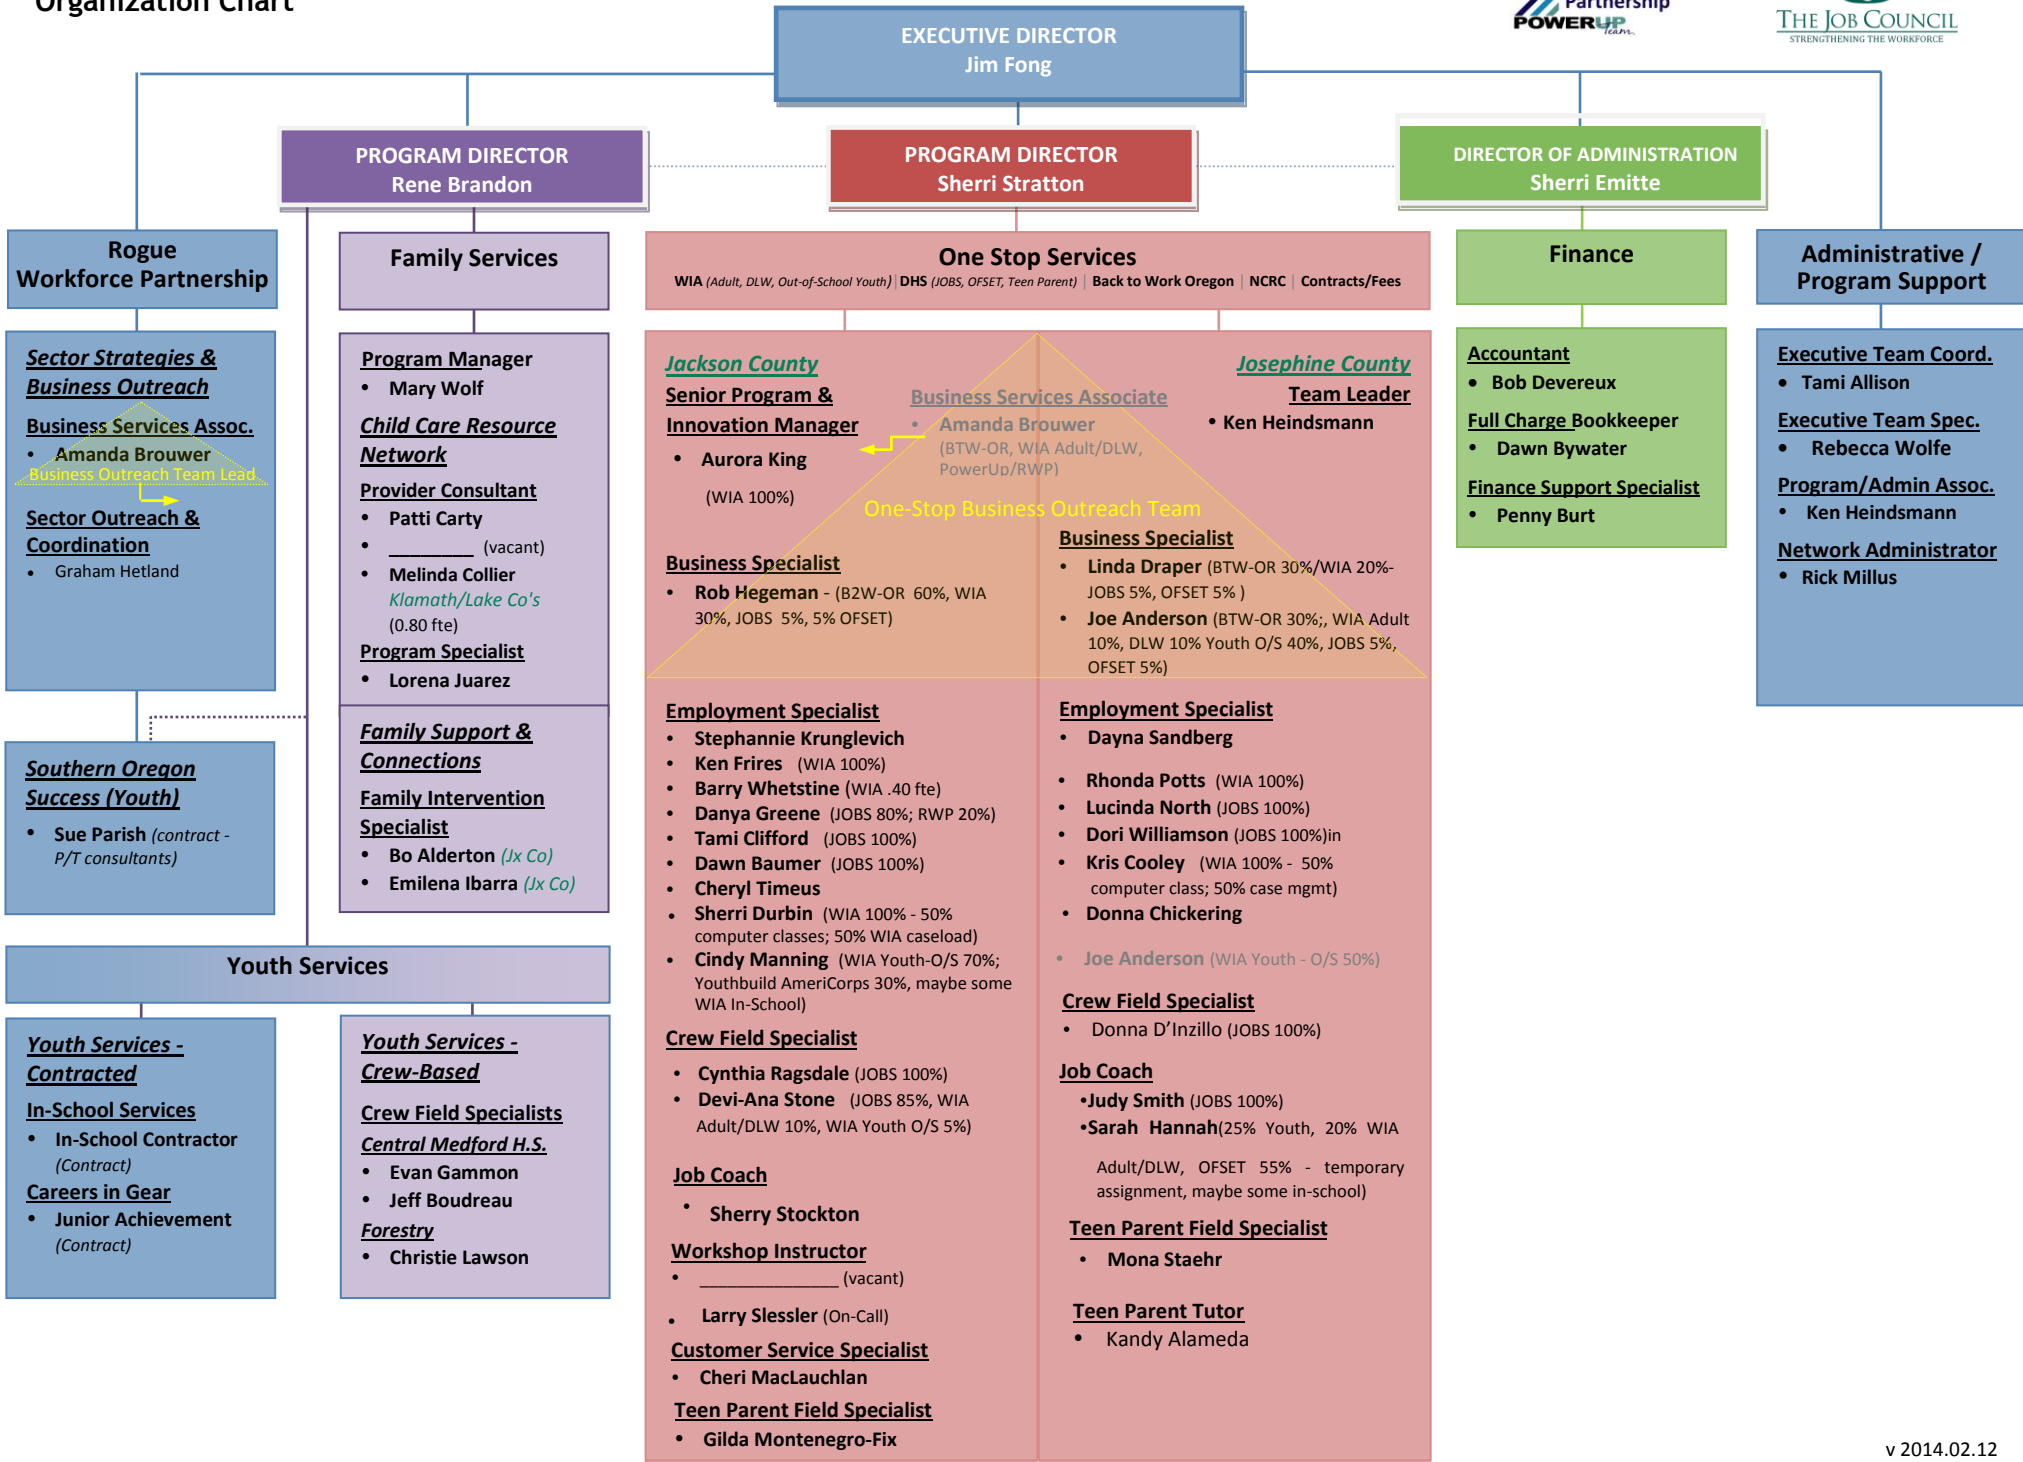 Organization Chart
Partnership
POWERUP
Team
THE JOB COUNCIL
STRENGTHENING THE WORKFORCE
EXECUTIVE DIRECTOR
Jim Fong
PROGRAM DIRECTOR
Rene Brandon
PROGRAM DIRECTOR
Sherri Stratton
DIRECTOR OF ADMINISTRATION
Sherri Emitte
Rogue
Workforce Partnership
Sector Strategies &
Business Outreach
Business Services Assoc.
• Amanda Brouwer
Business Outreach Team Lead
Sector Outreach &
Coordination
• Graham Hetland
Southern Oregon
Success (Youth)
• Sue Parish (contract -
P/T consultants)
Family Services
Program Manager
• Mary Wolf
Child Care Resource
Network
Provider Consultant
• Patti Carty
• _________ (vacant)
• Melinda Collier
Klamath/Lake Co's
(0.80 fte)
Program Specialist
• Lorena Juarez
Family Support &
Connections
Family Intervention
Specialist
• Bo Alderton (Jx Co)
• Emilena Ibarra (Jx Co)
Youth Services
Youth Services -
Contracted
In-School Services
• In-School Contractor
(Contract)
Careers in Gear
• Junior Achievement
(Contract)
Youth Services -
Crew-Based
Crew Field Specialists
Central Medford H.S.
• Evan Gammon
• Jeff Boudreau
Forestry
• Christie Lawson
One Stop Services
WIA (Adult, DLW, Out-of-School Youth) | DHS (JOBS, OFSET, Teen Parent) | Back to Work Oregon | NCRC | Contracts/Fees
Jackson County
Senior Program &
Innovation Manager
• Aurora King
(WIA 100%)
Business Services Associate
• Amanda Brouwer
(BTW-OR, WIA Adult/DLW,
PowerUp/RWP)
One-Stop Business Outreach Team
Business Specialist
• Rob Hegeman - (B2W-OR 60%, WIA
30%, JOBS 5%, 5% OFSET)
Employment Specialist
• Stephannie Krunglevich
• Ken Frires (WIA 100%)
• Barry Whetstine (WIA .40 fte)
• Danya Greene (JOBS 80%; RWP 20%)
• Tami Clifford (JOBS 100%)
• Dawn Baumer (JOBS 100%)
• Cheryl Timeus
• Sherri Durbin (WIA 100% - 50%
computer classes; 50% WIA caseload)
• Cindy Manning (WIA Youth-O/S 70%;
Youthbuild AmeriCorps 30%, maybe some
WIA In-School)
Crew Field Specialist
• Cynthia Ragsdale (JOBS 100%)
• Devi-Ana Stone (JOBS 85%, WIA
Adult/DLW 10%, WIA Youth O/S 5%)
Job Coach
• Sherry Stockton
Workshop Instructor
• _______________ (vacant)
• Larry Slessler (On-Call)
Customer Service Specialist
• Cheri MacLauchlan
Teen Parent Field Specialist
• Gilda Montenegro-Fix
Josephine County
Team Leader
• Ken Heindsmann
Business Specialist
• Linda Draper (BTW-OR 30%/WIA 20%-
JOBS 5%, OFSET 5% )
• Joe Anderson (BTW-OR 30%;, WIA Adult
10%, DLW 10% Youth O/S 40%, JOBS 5%,
OFSET 5%)
Employment Specialist
• Dayna Sandberg
• Rhonda Potts (WIA 100%)
• Lucinda North (JOBS 100%)
• Dori Williamson (JOBS 100%)in
• Kris Cooley (WIA 100% - 50%
computer class; 50% case mgmt)
• Donna Chickering
• Joe Anderson (WIA Youth - O/S 50%)
Crew Field Specialist
• Donna D'Inzillo (JOBS 100%)
Job Coach
•Judy Smith (JOBS 100%)
•Sarah Hannah(25% Youth, 20% WIA
Adult/DLW, OFSET 55% - temporary
assignment, maybe some in-school)
Teen Parent Field Specialist
• Mona Staehr
Teen Parent Tutor
• Kandy Alameda
Finance
Accountant
• Bob Devereux
Full Charge Bookkeeper
• Dawn Bywater
Finance Support Specialist
• Penny Burt
Administrative /
Program Support
Executive Team Coord.
• Tami Allison
Executive Team Spec.
• Rebecca Wolfe
Program/Admin Assoc.
• Ken Heindsmann
Network Administrator
• Rick Millus
v 2014.02.12